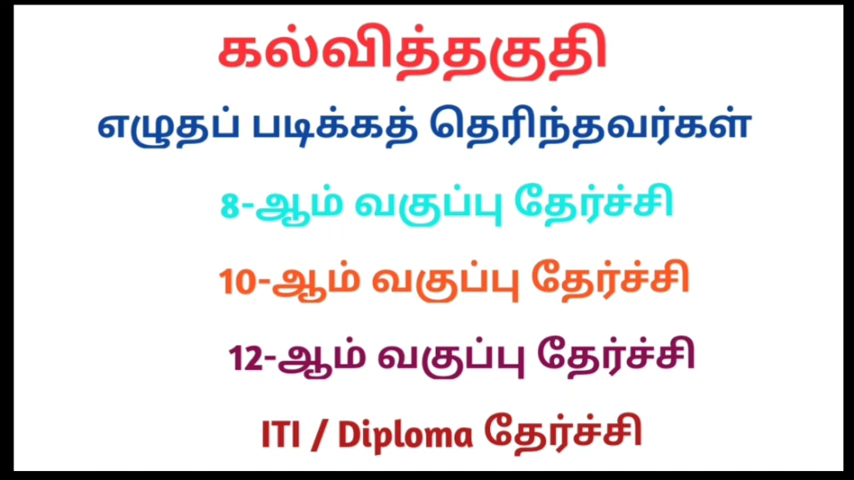 கல்வித்தகுதி
எழுதப் படிக்கத் தெரிந்தவர்கள்
8-ஆம் வகுப்பு தேர்ச்சி
10-ஆம் வகுப்பு தேர்ச்சி
12-ஆம் வகுப்பு தேர்ச்சி
ITI / Diploma தேர்ச்சி